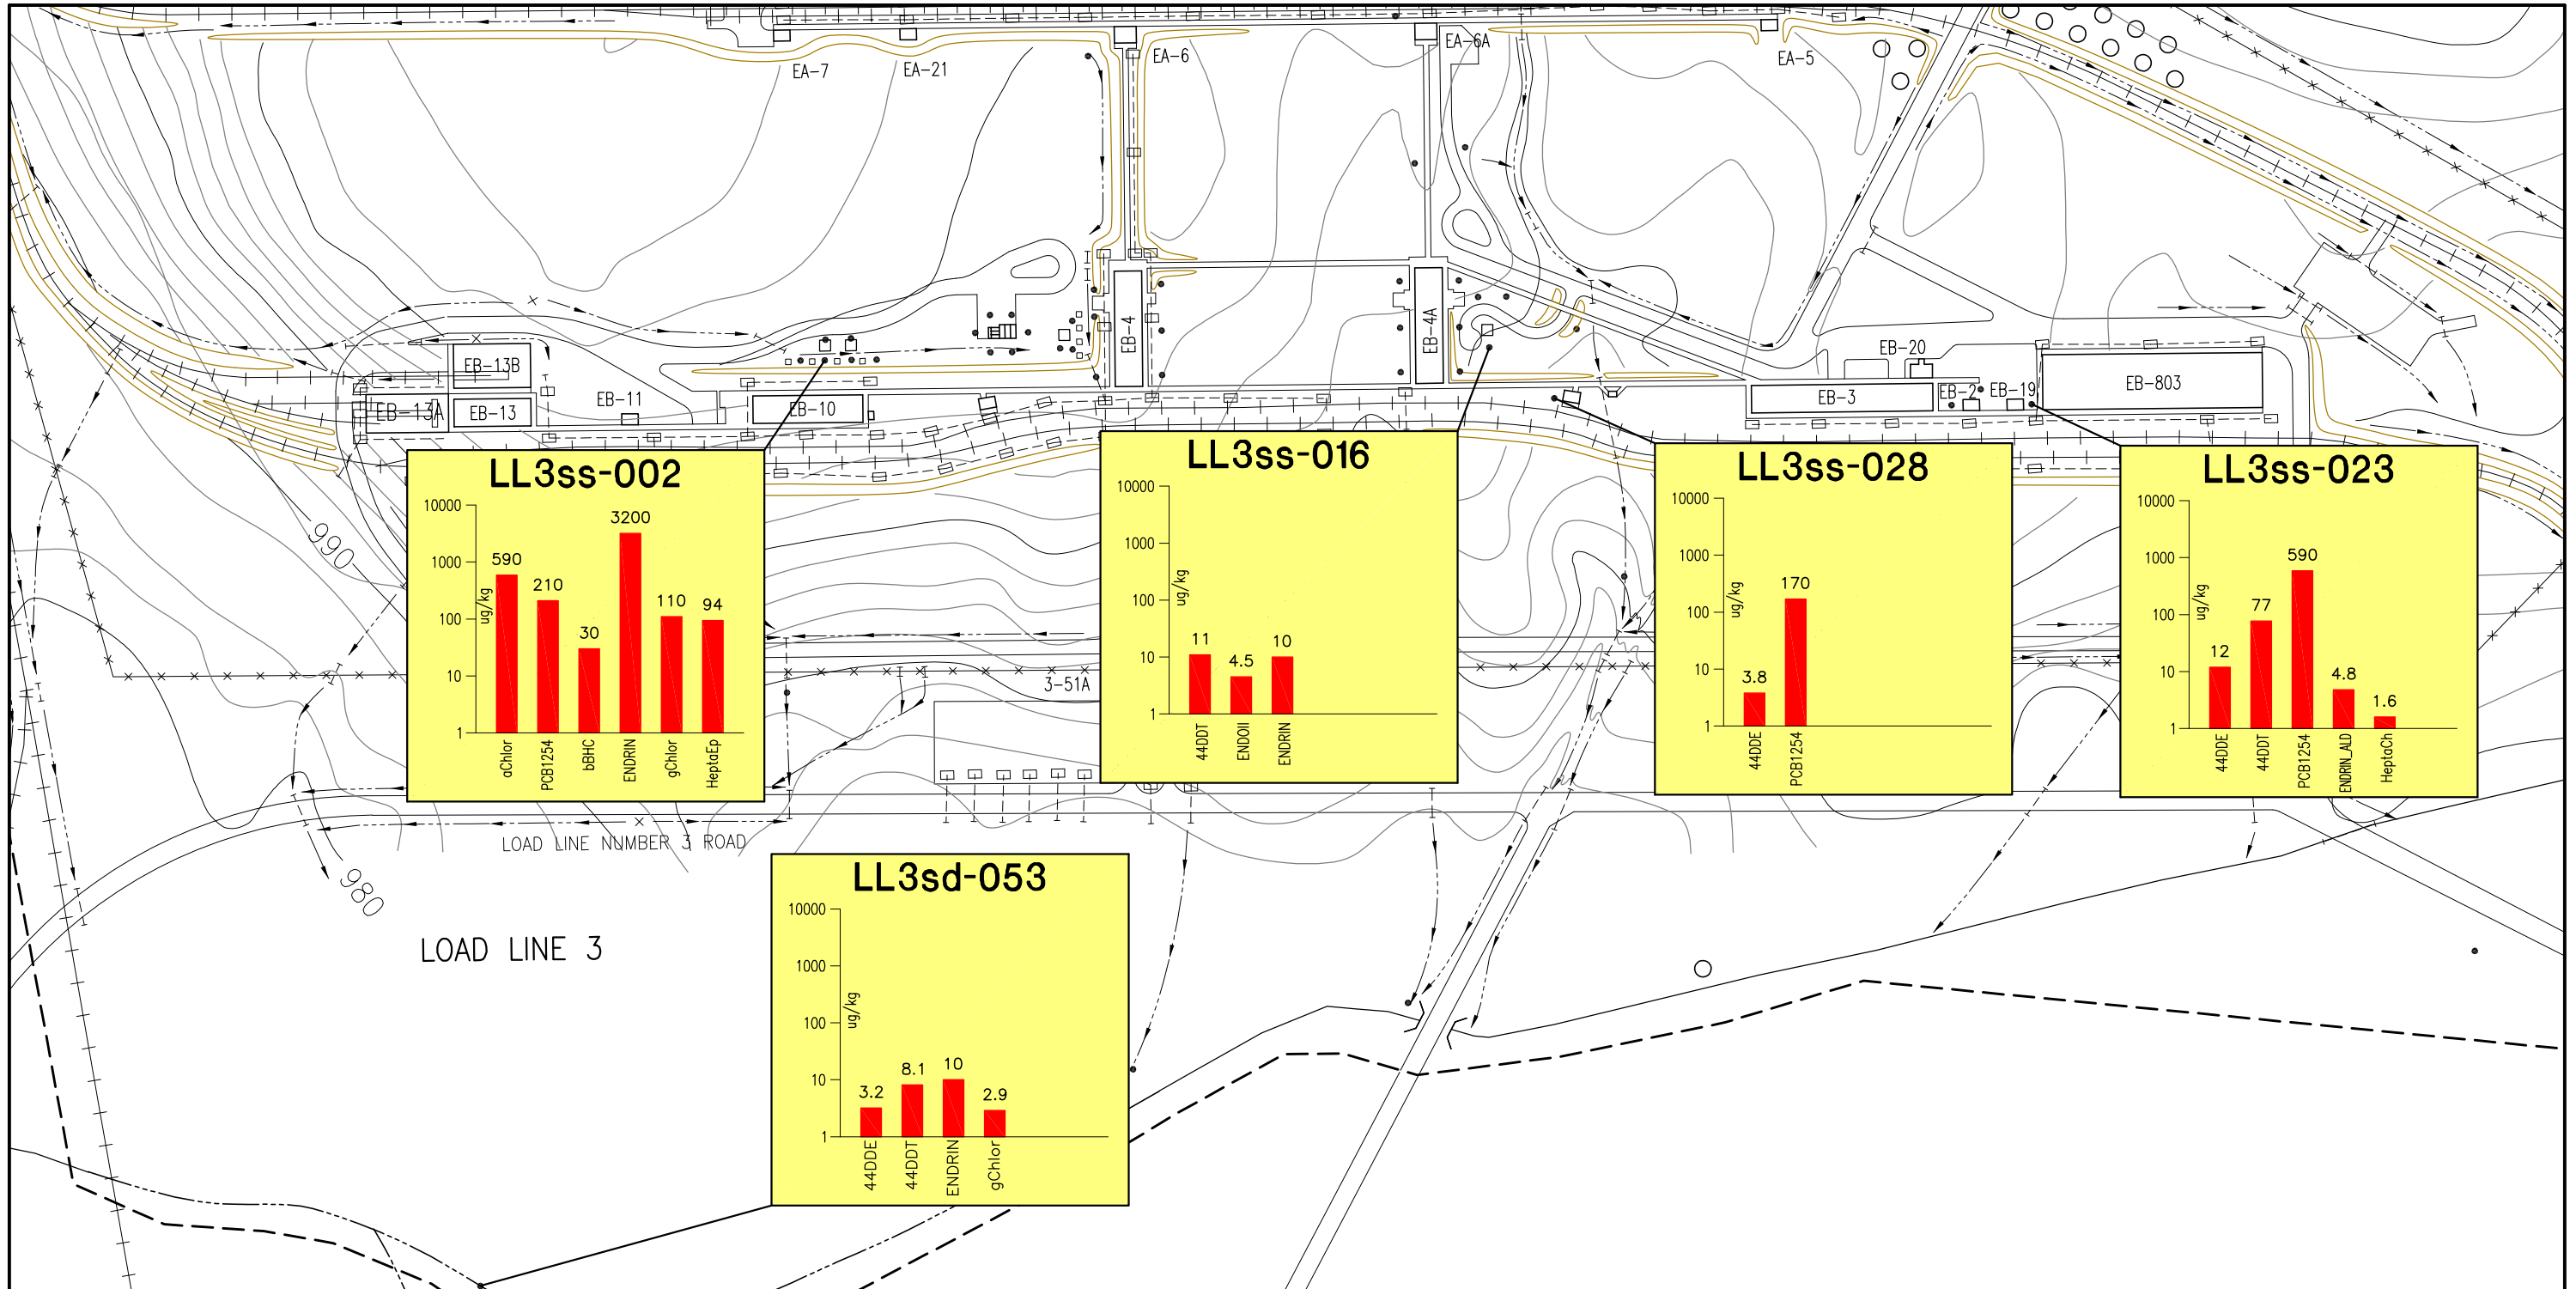 EA-7
EA-21
EA-6
EA-6A
EA-5
EB-4
EB-4A
EB-13B
EB-13A
EB-13
EB-11
EB-10
EB-20
EB-3
EB-2
EB-19
EB-803
LL3ss-002
10000
1000
100
10
1
ug/kg
590
210
30
3200
110
94
aChlor
PCB1254
bBHC
ENDRIN
gChlor
HeptaEp
LL3ss-016
10000
1000
100
10
1
ug/kg
11
4.5
10
44DDT
ENDOII
ENDRIN
LL3ss-028
10000
1000
100
10
1
ug/kg
3.8
170
44DDE
PCB1254
LL3ss-023
10000
1000
100
10
1
ug/kg
12
77
590
4.8
1.6
44DDE
44DDT
PCB1254
ENDRIN_ALD
HeptaCh
990
3-51A
LOAD LINE NUMBER 3 ROAD
980
LOAD LINE 3
LL3sd-053
10000
1000
100
10
1
ug/kg
3.2
8.1
10
2.9
44DDE
44DDT
ENDRIN
gChlor